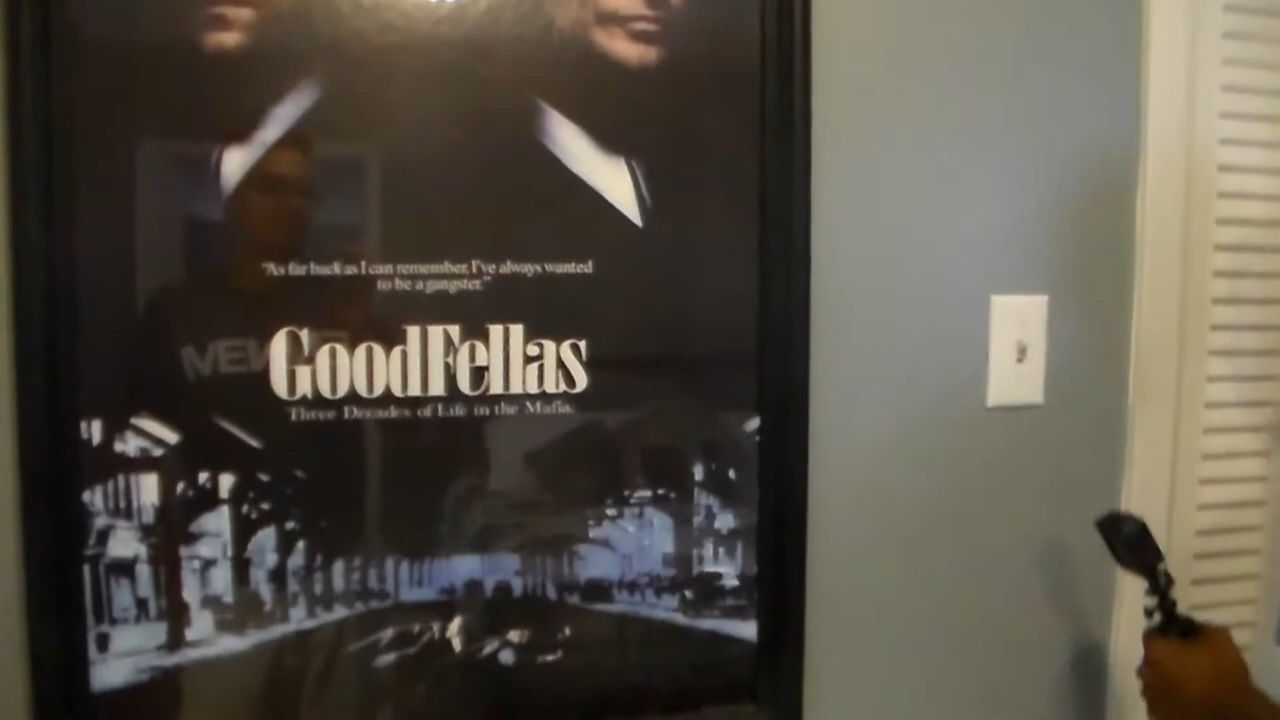 "As far back as I can remember, I've always wanted
to be a gangster."
GoodFellas
Three Decades of Life in the Mafia.